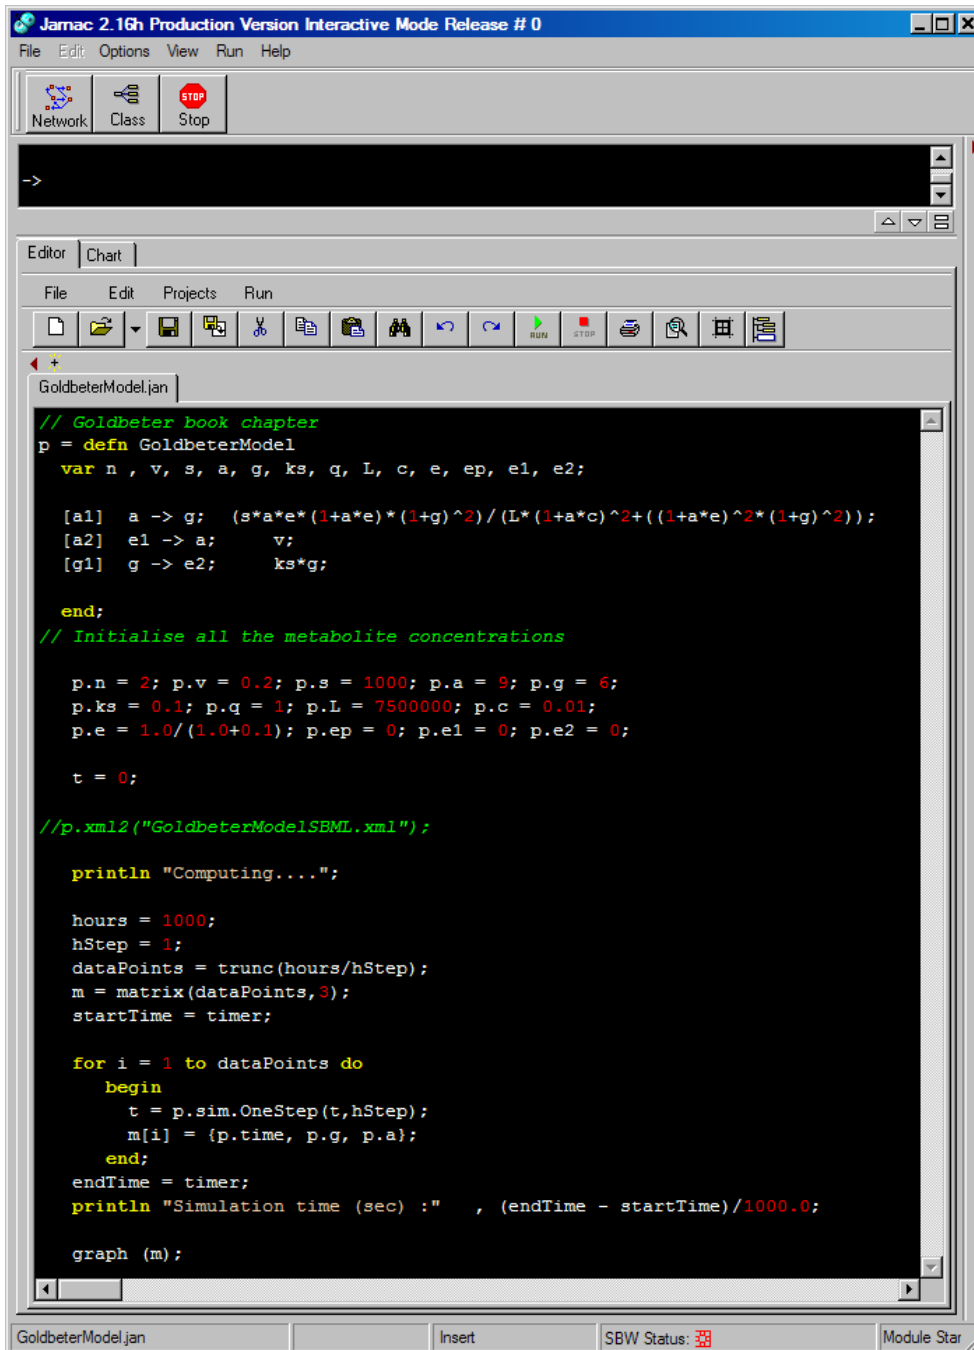 Jarnac 2.16h Production Version Interactive Mode Release # 0
File Edit Options View Run Help
Network Class Stop
STOP
->
Editor Chart
File Edit Projects Run
RUN STOP
GoldbeterModel.jan
// Goldbeter book chapter
p = defn GoldbeterModel
var n , v, s, a, g, ks, q, L, c, e, ep, e1, e2;
[a1] a -> g; (s*a*e*(1+a*e)*(1+g)^2)/(L*(1+a*c)^2+((1+a*e)^2*(1+g)^2));
[a2] e1 -> a; v;
[g1] g -> e2; ks*g;
end;
// Initialise all the metabolite concentrations
p.n = 2; p.v = 0.2; p.s = 1000; p.a = 9; p.g = 6;
p.ks = 0.1; p.q = 1; p.L = 7500000; p.c = 0.01;
p.e = 1.0/(1.0+0.1); p.ep = 0; p.e1 = 0; p.e2 = 0;
t = 0;
//p.xml2("GoldbeterModelSBML.xml");
println "Computing....";
hours = 1000;
hStep = 1;
dataPoints = trunc(hours/hStep);
m = matrix(dataPoints,3);
startTime = timer;
for i = 1 to dataPoints do
begin
t = p.sim.OneStep(t,hStep);
m[i] = {p.time, p.g, p.a};
end;
endTime = timer;
println "Simulation time (sec) :" , (endTime - startTime)/1000.0;
graph (m);
GoldbeterModel.jan Insert SBW Status: Module Star